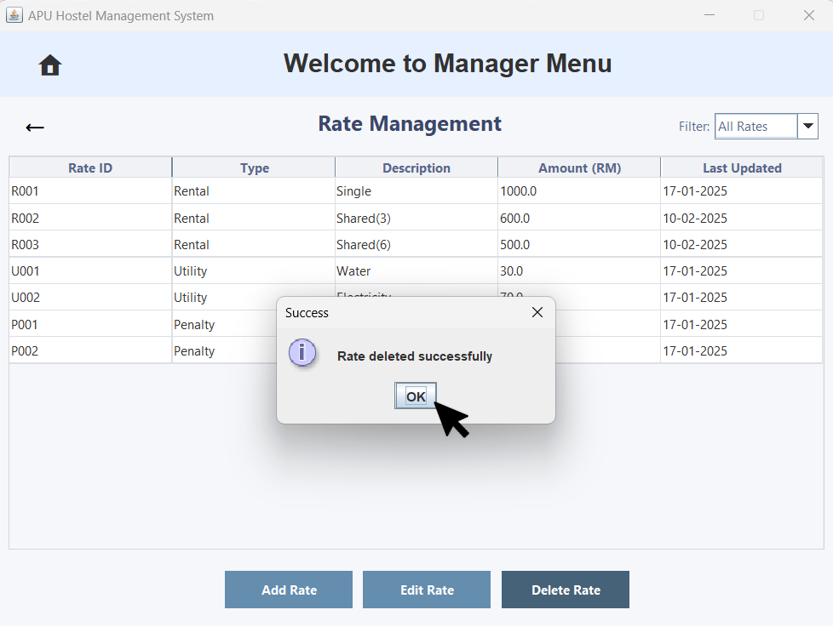 APU Hostel Management System
Welcome to Manager Menu
Rate Management
Filter: All Rates
Rate ID Type Description Amount (RM) Last Updated
R001 Rental Single 1000.0 17-01-2025
R002 Rental Shared(3) 600.0 10-02-2025
R003 Rental Shared(6) 500.0 10-02-2025
U001 Utility Water 30.0 17-01-2025
U002 Utility Electricity 70.0 17-01-2025
P001 Penalty 17-01-2025
P002 Penalty 17-01-2025
Success
Rate deleted successfully
OK
Add Rate Edit Rate Delete Rate